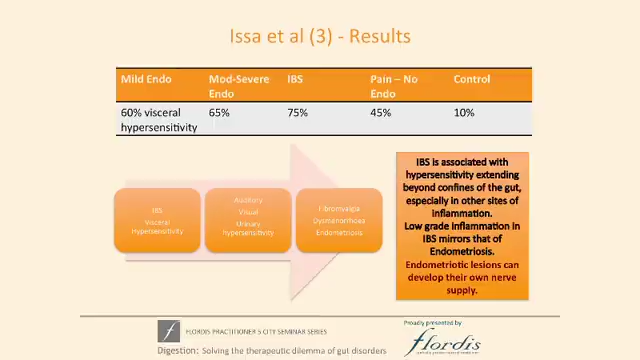 Issa et al (3) - Results
Mild Endo
Mod-Severe
Endo
IBS
Pain – No
Endo
Control
60% visceral
hypersensitivity
65%
75%
45%
10%
IBS
Visceral
Hypersensitivity
Auditory
Visual
Urinary
hypersensitivity
Fibromyalgia
Dysmenorrhoea
Endometriosis
IBS is associated with
hypersensitivity extending
beyond confines of the gut,
especially in other sites of
inflammation.
Low grade inflammation in
IBS mirrors that of
Endometriosis.
Endometriotic lesions can
develop their own nerve
supply.
f
FLORDIS PRACTITIONER 5 CITY SEMINAR SERIES
Digestion: Solving the therapeutic dilemma of gut disorders
Proudly presented by
flordis